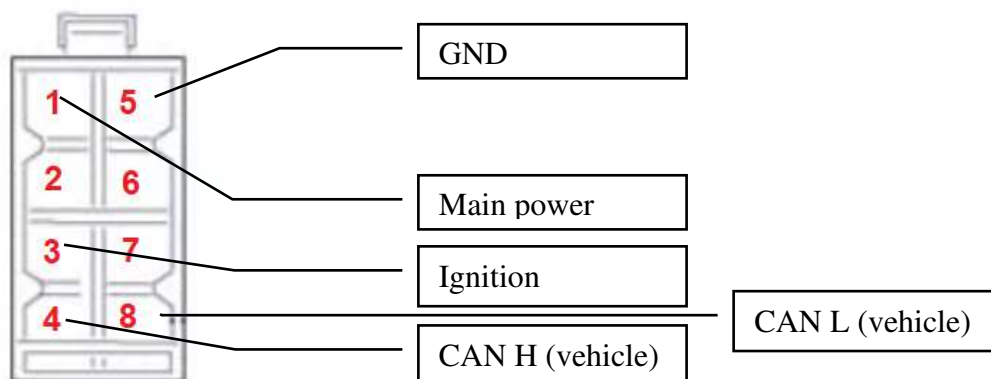 GND
1 5
2 6
Main power
3 7
Ignition
4 8
CAN L (vehicle)
CAN H (vehicle)